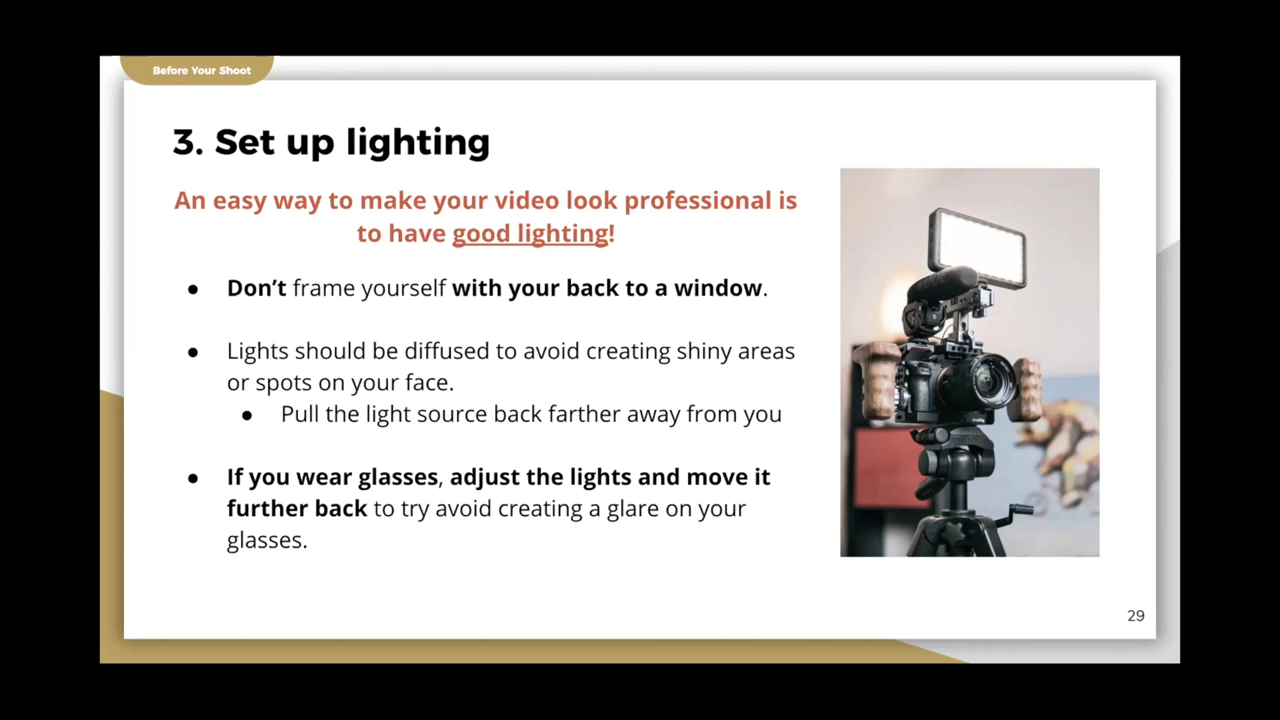 Before Your Shoot
3. Set up lighting
An easy way to make your video look professional is
to have good lighting!
● Don’t frame yourself with your back to a window.
● Lights should be diffused to avoid creating shiny areas
or spots on your face.
● Pull the light source back farther away from you
● If you wear glasses, adjust the lights and move it
further back to try avoid creating a glare on your
glasses.
29